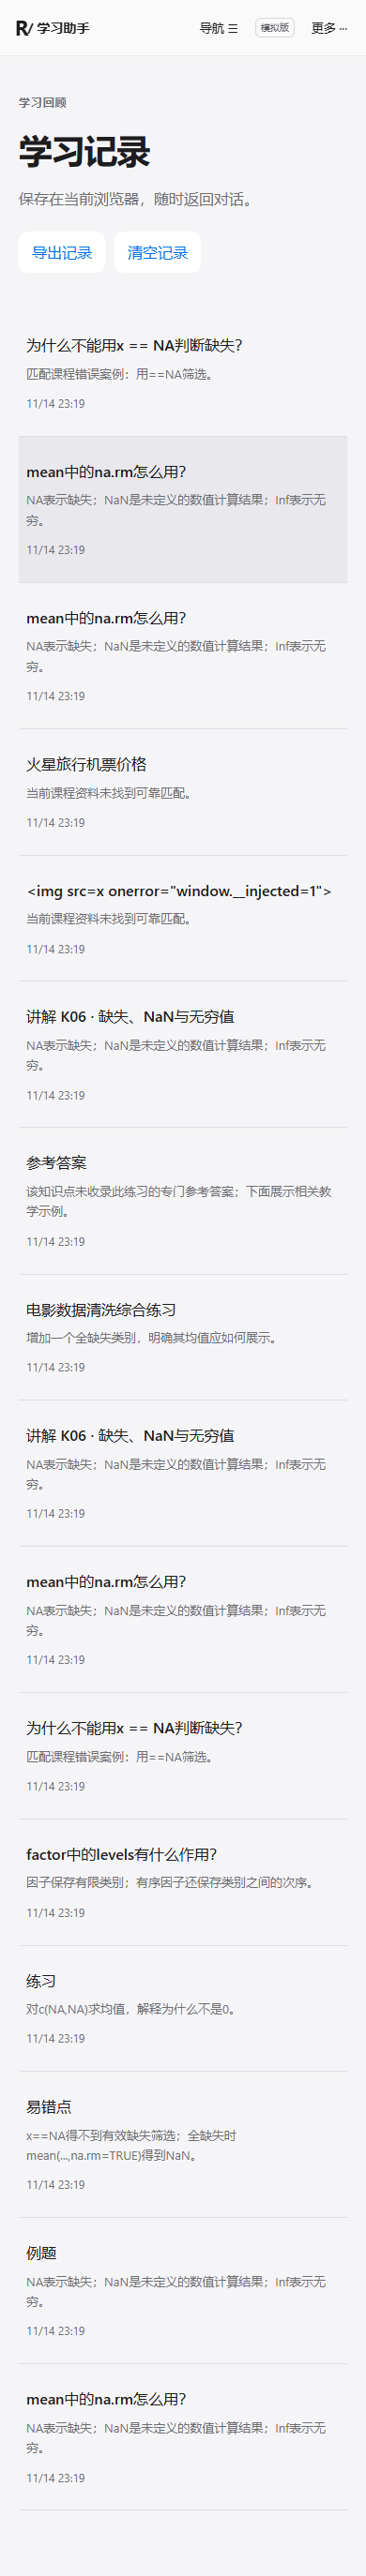 R/ 学习助手
导航 ☰
模拟版
更多 ···
学习回顾
学习记录
保存在当前浏览器，随时返回对话。
导出记录
清空记录
为什么不能用x == NA判断缺失？
匹配课程错误案例：用==NA筛选。
11/14 23:19
mean中的na.rm怎么用？
NA表示缺失；NaN是未定义的数值计算结果；Inf表示无
穷。
11/14 23:19
mean中的na.rm怎么用？
NA表示缺失；NaN是未定义的数值计算结果；Inf表示无
穷。
11/14 23:19
火星旅行机票价格
当前课程资料未找到可靠匹配。
11/14 23:19
<img src=x onerror="window.__injected=1">
当前课程资料未找到可靠匹配。
11/14 23:19
讲解 K06 · 缺失、NaN与无穷值
NA表示缺失；NaN是未定义的数值计算结果；Inf表示无
穷。
11/14 23:19
参考答案
该知识点未收录此练习的专门参考答案；下面展示相关教
学示例。
11/14 23:19
电影数据清洗综合练习
增加一个全缺失类别，明确其均值应如何展示。
11/14 23:19
讲解 K06 · 缺失、NaN与无穷值
NA表示缺失；NaN是未定义的数值计算结果；Inf表示无
穷。
11/14 23:19
mean中的na.rm怎么用？
NA表示缺失；NaN是未定义的数值计算结果；Inf表示无
穷。
11/14 23:19
为什么不能用x == NA判断缺失？
匹配课程错误案例：用==NA筛选。
11/14 23:19
factor中的levels有什么作用？
因子保存有限类别；有序因子还保存类别之间的次序。
11/14 23:19
练习
对c(NA,NA)求均值，解释为什么不是0。
11/14 23:19
易错点
x==NA得不到有效缺失筛选；全缺失时
mean(...,na.rm=TRUE)得到NaN。
11/14 23:19
例题
NA表示缺失；NaN是未定义的数值计算结果；Inf表示无
穷。
11/14 23:19
mean中的na.rm怎么用？
NA表示缺失；NaN是未定义的数值计算结果；Inf表示无
穷。
11/14 23:19